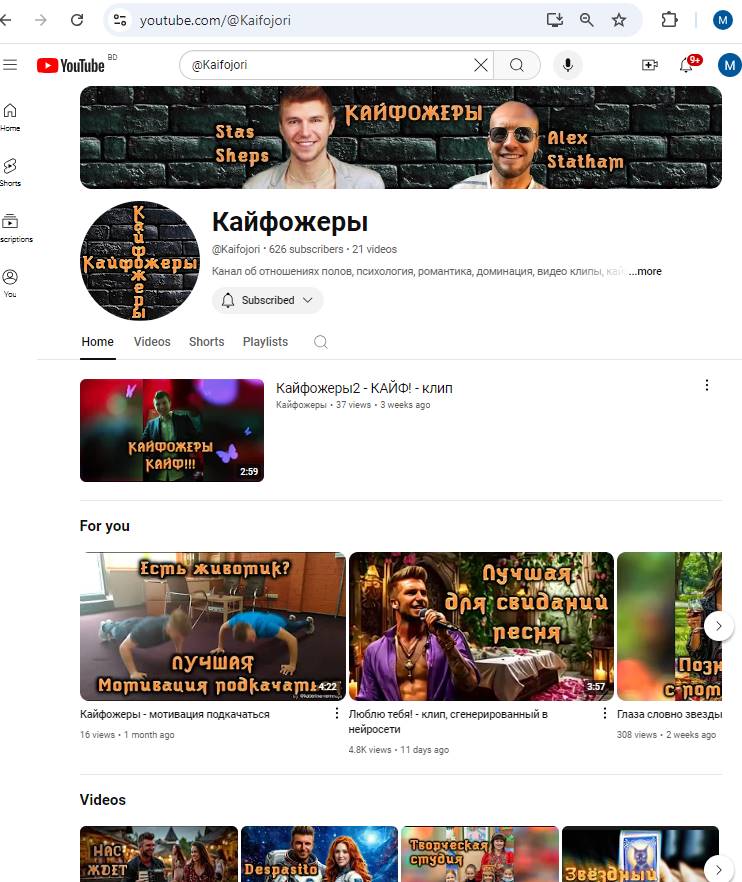 youtube.com/@Kaifojori
M
YouTube BD
@Kaifojori
9+
M
Home
Shorts
scriptions
You
КАЙФОЖЕРЫ
Stas
Sheps
Alex
Statham
Кайфожеры
Кайфожеры
Кайфожеры
@Kaifojori • 626 subscribers • 21 videos
Канал об отношениях полов, психология, романтика, доминация, видео клипы, кай ...more
Subscribed
Home Videos Shorts Playlists
КАЙФОЖЕРЫ
КАЙФ!!!
2:59
Кайфожеры2 - КАЙФ! - клип
Кайфожеры • 37 views • 3 weeks ago
For you
Есть животик?
ЛУЧШАЯ
Мотивация подкачать
4:22
Кайфожеры - мотивация подкачаться
16 views • 1 month ago
Лучшая
для свиданий
песня
3:57
Люблю тебя! - клип, сгенерированный в
нейросети
4.8K views • 11 days ago
Позн
с пом
Глаза словно звезды
308 views • 2 weeks ago
Videos
НАС
ЖДЕТ
Despasito
Творческая
студия
Звёздный